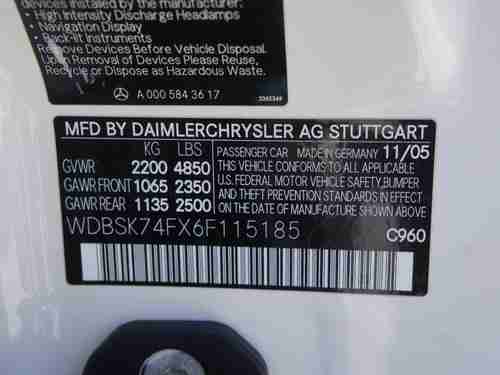 devices installed by the manufacturer:
• High Intensity Discharge Headlamps
• Navigation Display
• Back-lit Instruments
Remove Devices Before Vehicle Disposal.
Upon Removal of Devices Please Reuse,
Recycle or Dispose as Hazardous Waste.
A 000 584 36 17
MFD BY DAIMLERCHRYSLER AG STUTTGART
KG LBS PASSENGER CAR MADE IN GERMANY 11/05
GVWR 2200 4850 THIS VEHICLE CONFORMS TO ALL APPLICABLE
GAWR FRONT 1065 2350 U.S. FEDERAL MOTOR VEHICLE SAFETY,BUMPER
GAWR REAR 1135 2500 AND THEFT PREVENTION STANDARDS IN EFFECT
ON THE DATE OF MANUFACTURE SHOWN ABOVE.
WDBSK74FX6F115185
C960